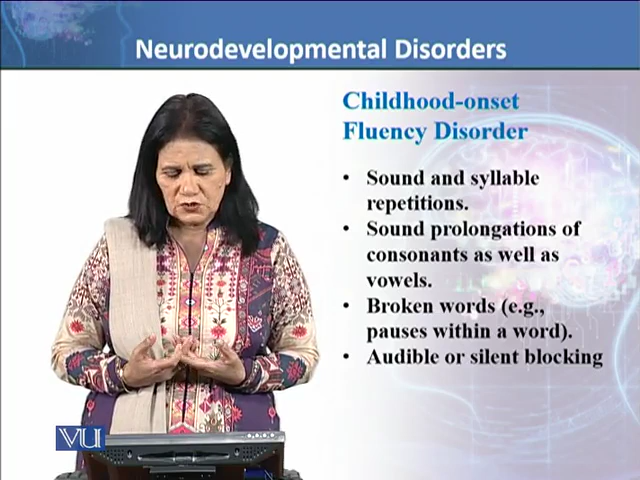 Neurodevelopmental Disorders
Childhood-onset
Fluency Disorder
• Sound and syllable
repetitions.
• Sound prolongations of
consonants as well as
vowels.
• Broken words (e.g.,
pauses within a word).
• Audible or silent blocking
VU